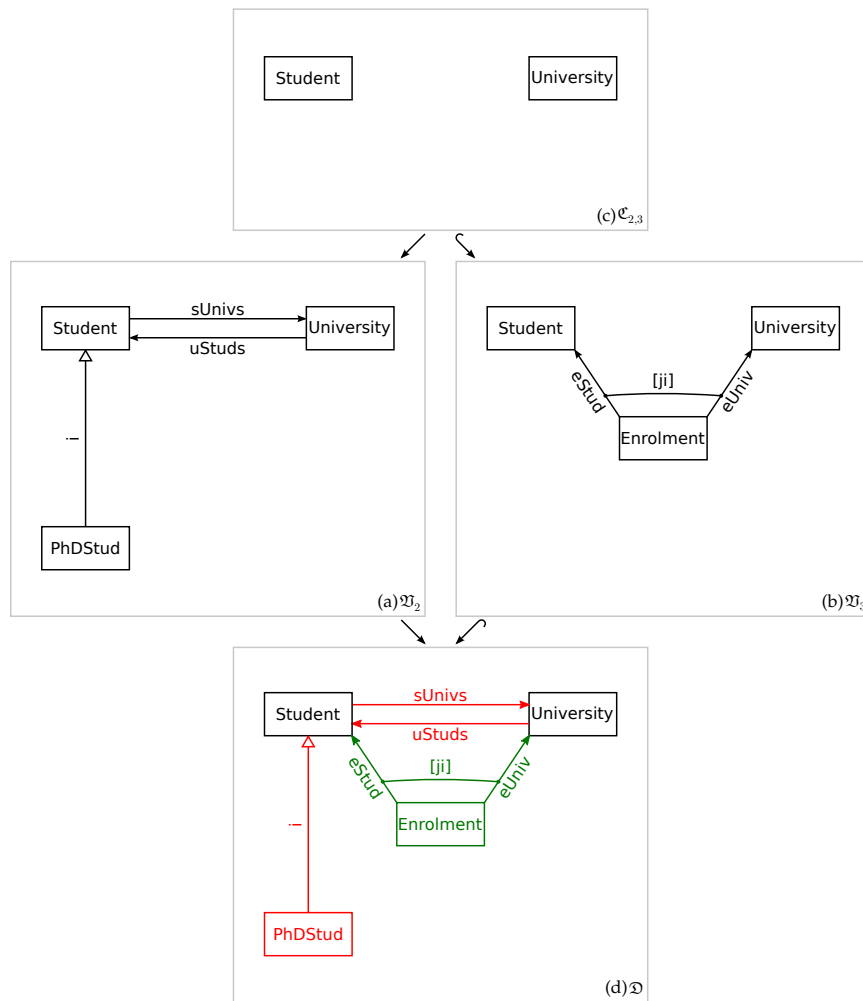 Student University
(c) ℭ2,3
sUnivs
Student University
uStuds
i
PhDStud
(a) 𝔙2
Student University
[ji]
eStud eUniv
Enrolment
(b) 𝔙3
sUnivs
Student University
uStuds
[ji]
eStud eUniv
i
Enrolment
PhDStud
(d) 𝔇